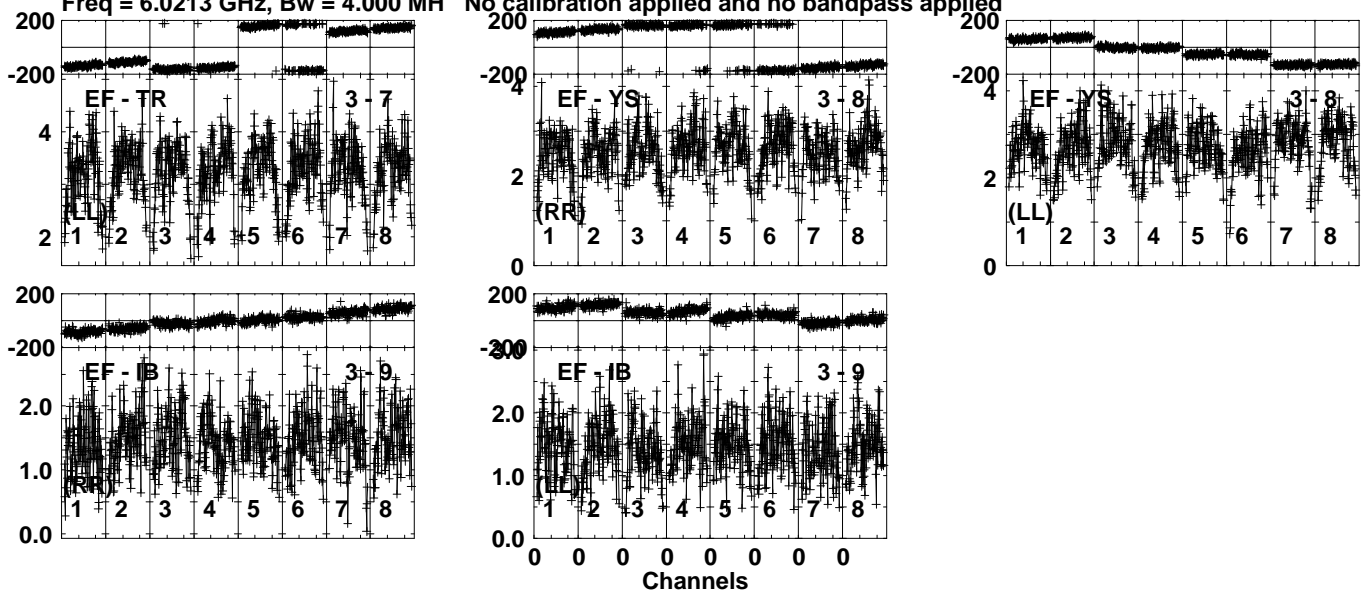 Freq = 6.0213 GHz, Bw = 4.000 MH No calibration applied and no bandpass applied
200 200 200
-200 -200 -200
4 EF - TR 3 - 7
4 EF - YS 3 - 8
4 EF - YS 3 - 8
2 (LL)
2 (RR)
2 (LL)
1 2 3 4 5 6 7 8
0 1 2 3 4 5 6 7 8
0 1 2 3 4 5 6 7 8
200 200
-200 -200
EF - IB 3 - 9
3.0 EF - IB 3 - 9
2.0 2.0
1.0 (RR)
1.0 (LL)
0.0 1 2 3 4 5 6 7 8
0.0 1 2 3 4 5 6 7 8
0 0 0 0 0 0 0 0
Channels